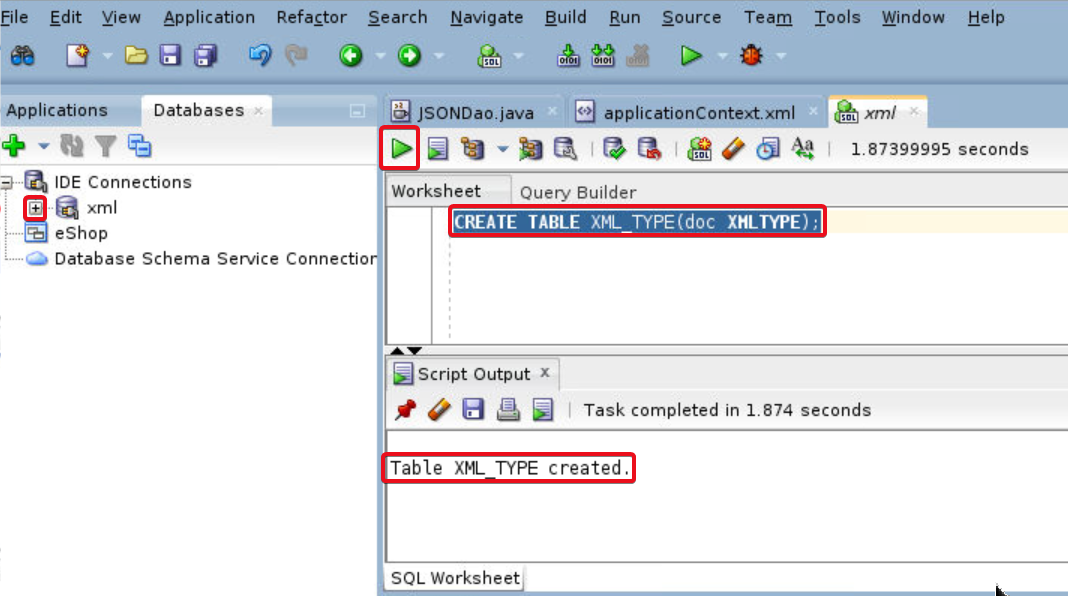 File Edit View Application Refactor Search Navigate Build Run Source Team Tools Window Help
Applications Databases
JSONDao.java applicationContext.xml xml
1.87399995 seconds
IDE Connections
xml
eShop
Database Schema Service Connection
Worksheet Query Builder
CREATE TABLE XML_TYPE(doc XMLTYPE);
Script Output
Task completed in 1.874 seconds
Table XML_TYPE created.
SQL Worksheet